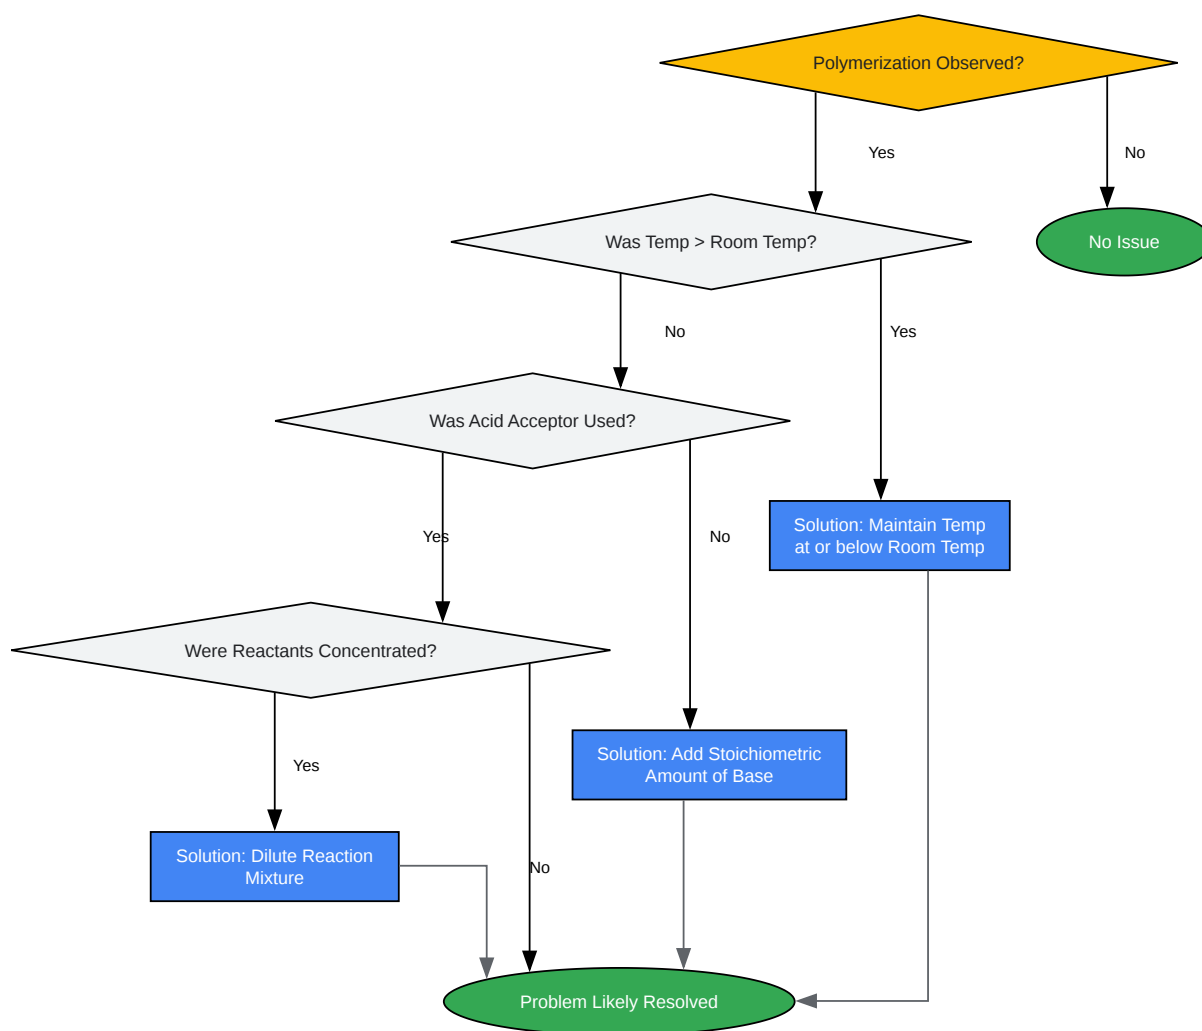 Polymerization Observed?
Yes
No
Was Temp > Room Temp?
No Issue
No
Yes
Was Acid Acceptor Used?
Yes
No
Solution: Maintain Temp
at or below Room Temp
Were Reactants Concentrated?
Yes
Solution: Add Stoichiometric
Amount of Base
Solution: Dilute Reaction
Mixture
No
Problem Likely Resolved